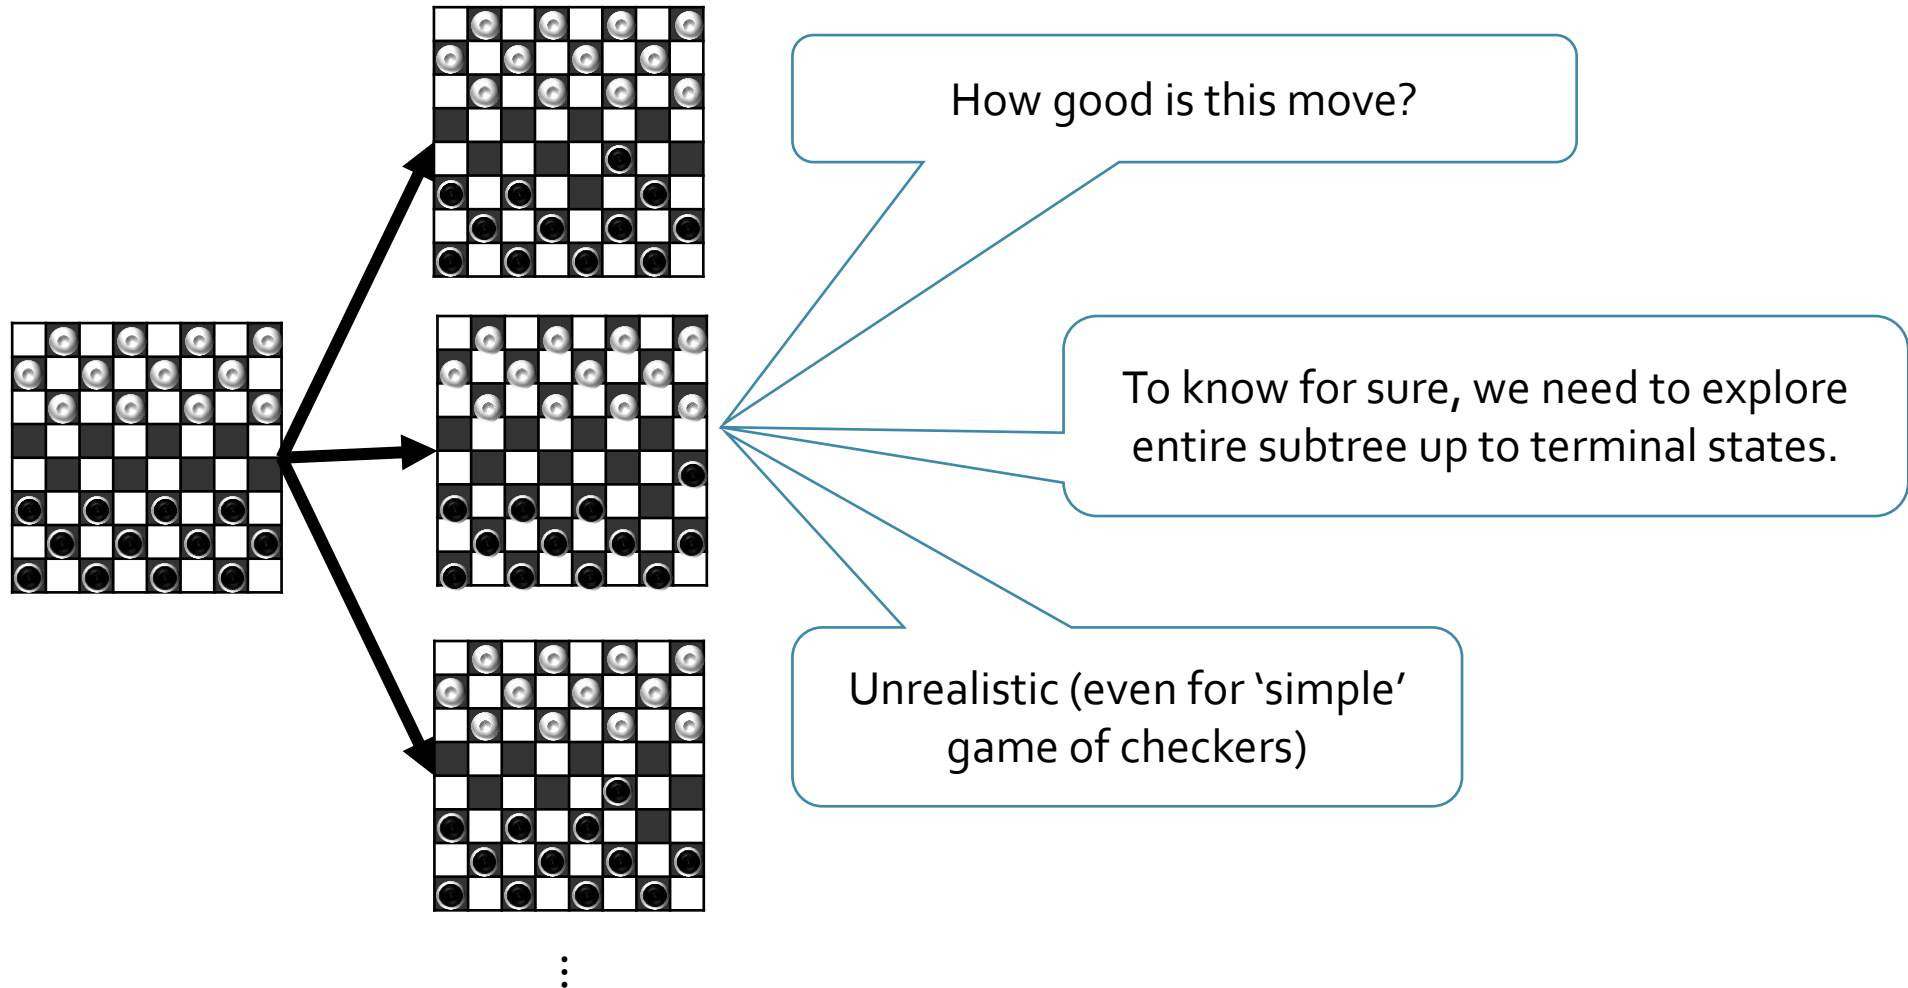 How good is this move?
To know for sure, we need to explore
entire subtree up to terminal states.
Unrealistic (even for ‘simple’
game of checkers)
⋮